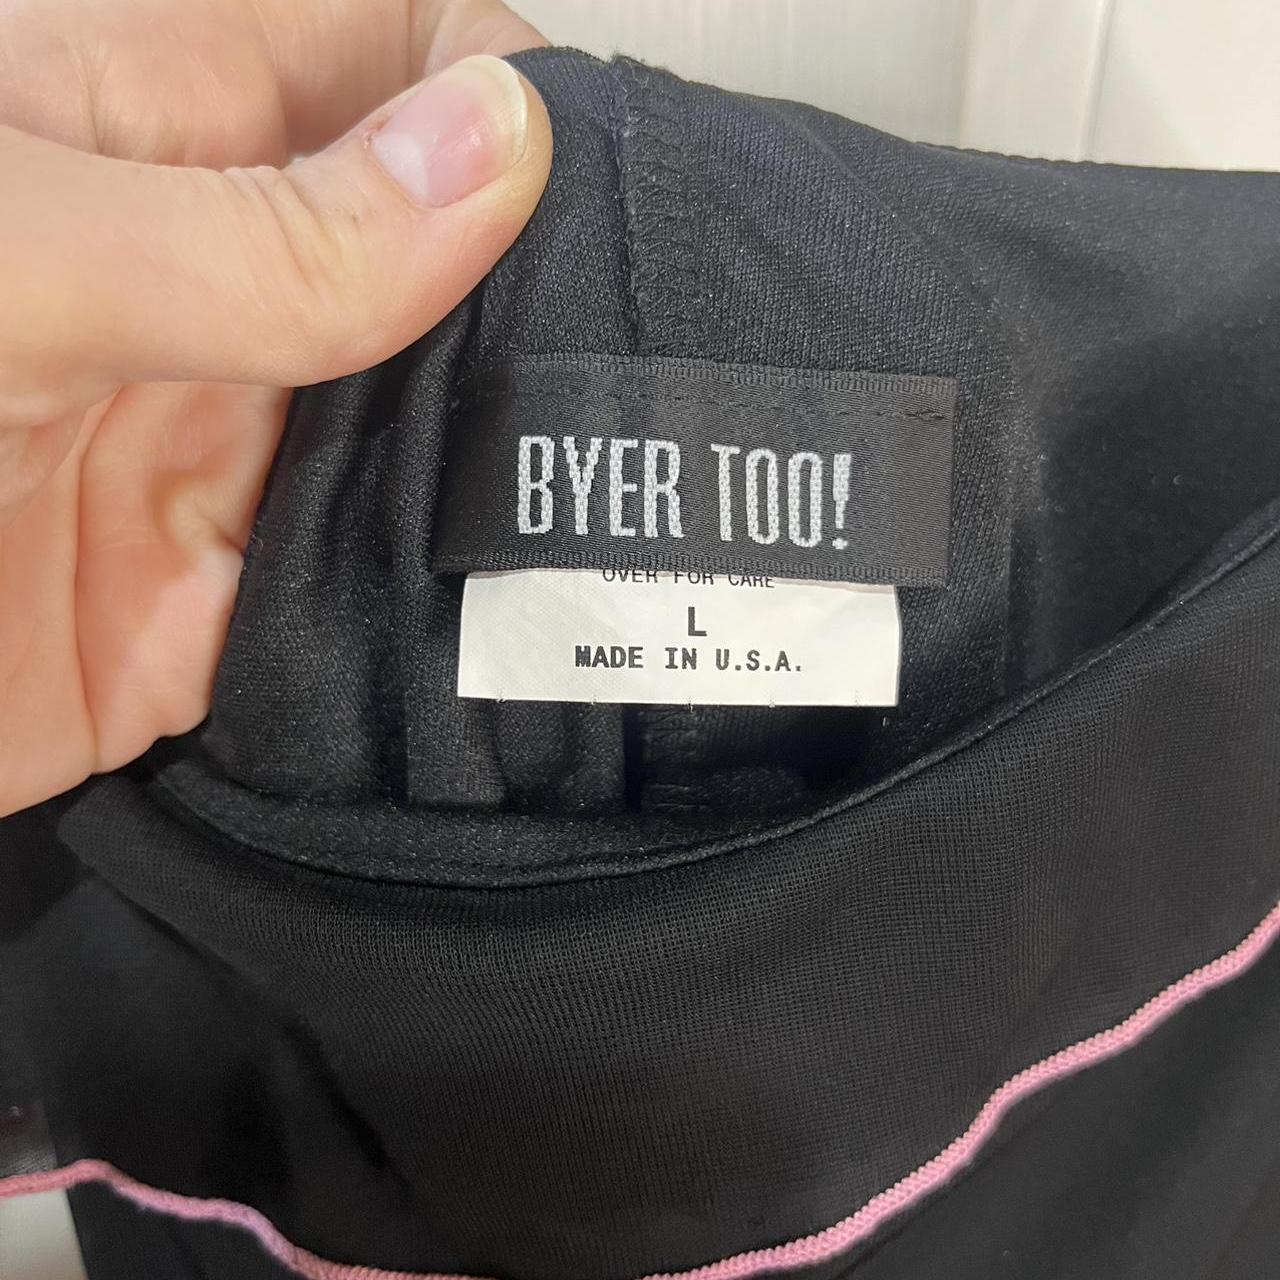 BYER TOO!
OVER FOR CARE
L
MADE IN U.S.A.